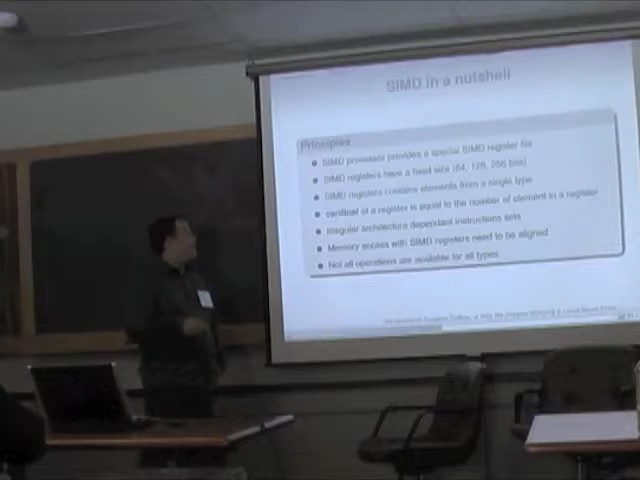 SIMD in a nutshell
Principles
SIMD processor provides a special SIMD register file
SIMD registers have a fixed size (64, 128, 256 bits)
SIMD registers contains elements from a single type
cardinal of a register is equal to the number of element in a register
Irregular architecture dependant instructions sets
Memory access with SIMD registers need to be aligned
Not all operations are available for all types